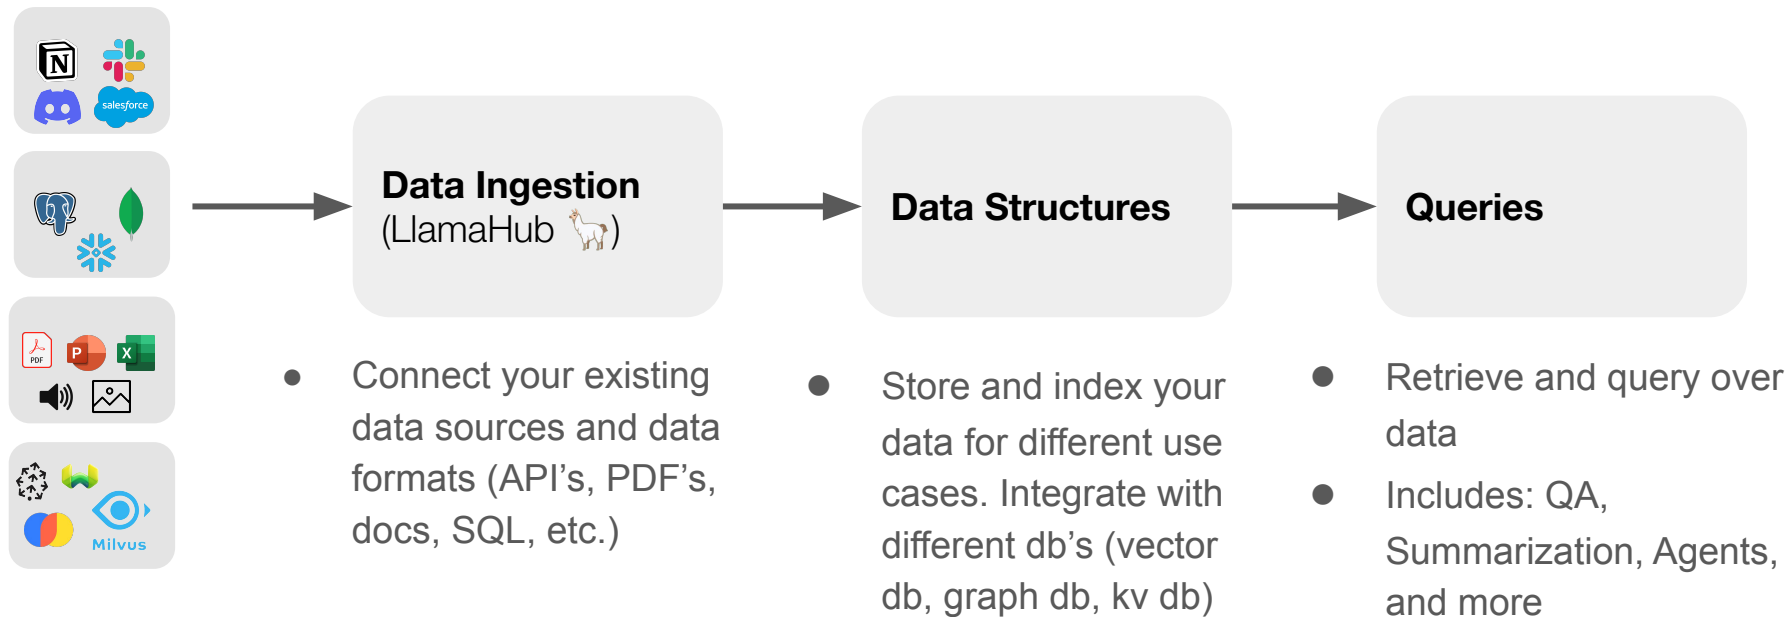 N
salesforce
PDF
P
X
Milvus
Data Ingestion
(LlamaHub 🦙)
Connect your existing
data sources and data
formats (API’s, PDF’s,
docs, SQL, etc.)
Data Structures
Store and index your
data for different use
cases. Integrate with
different db’s (vector
db, graph db, kv db)
Queries
Retrieve and query over
data
Includes: QA,
Summarization, Agents,
and more